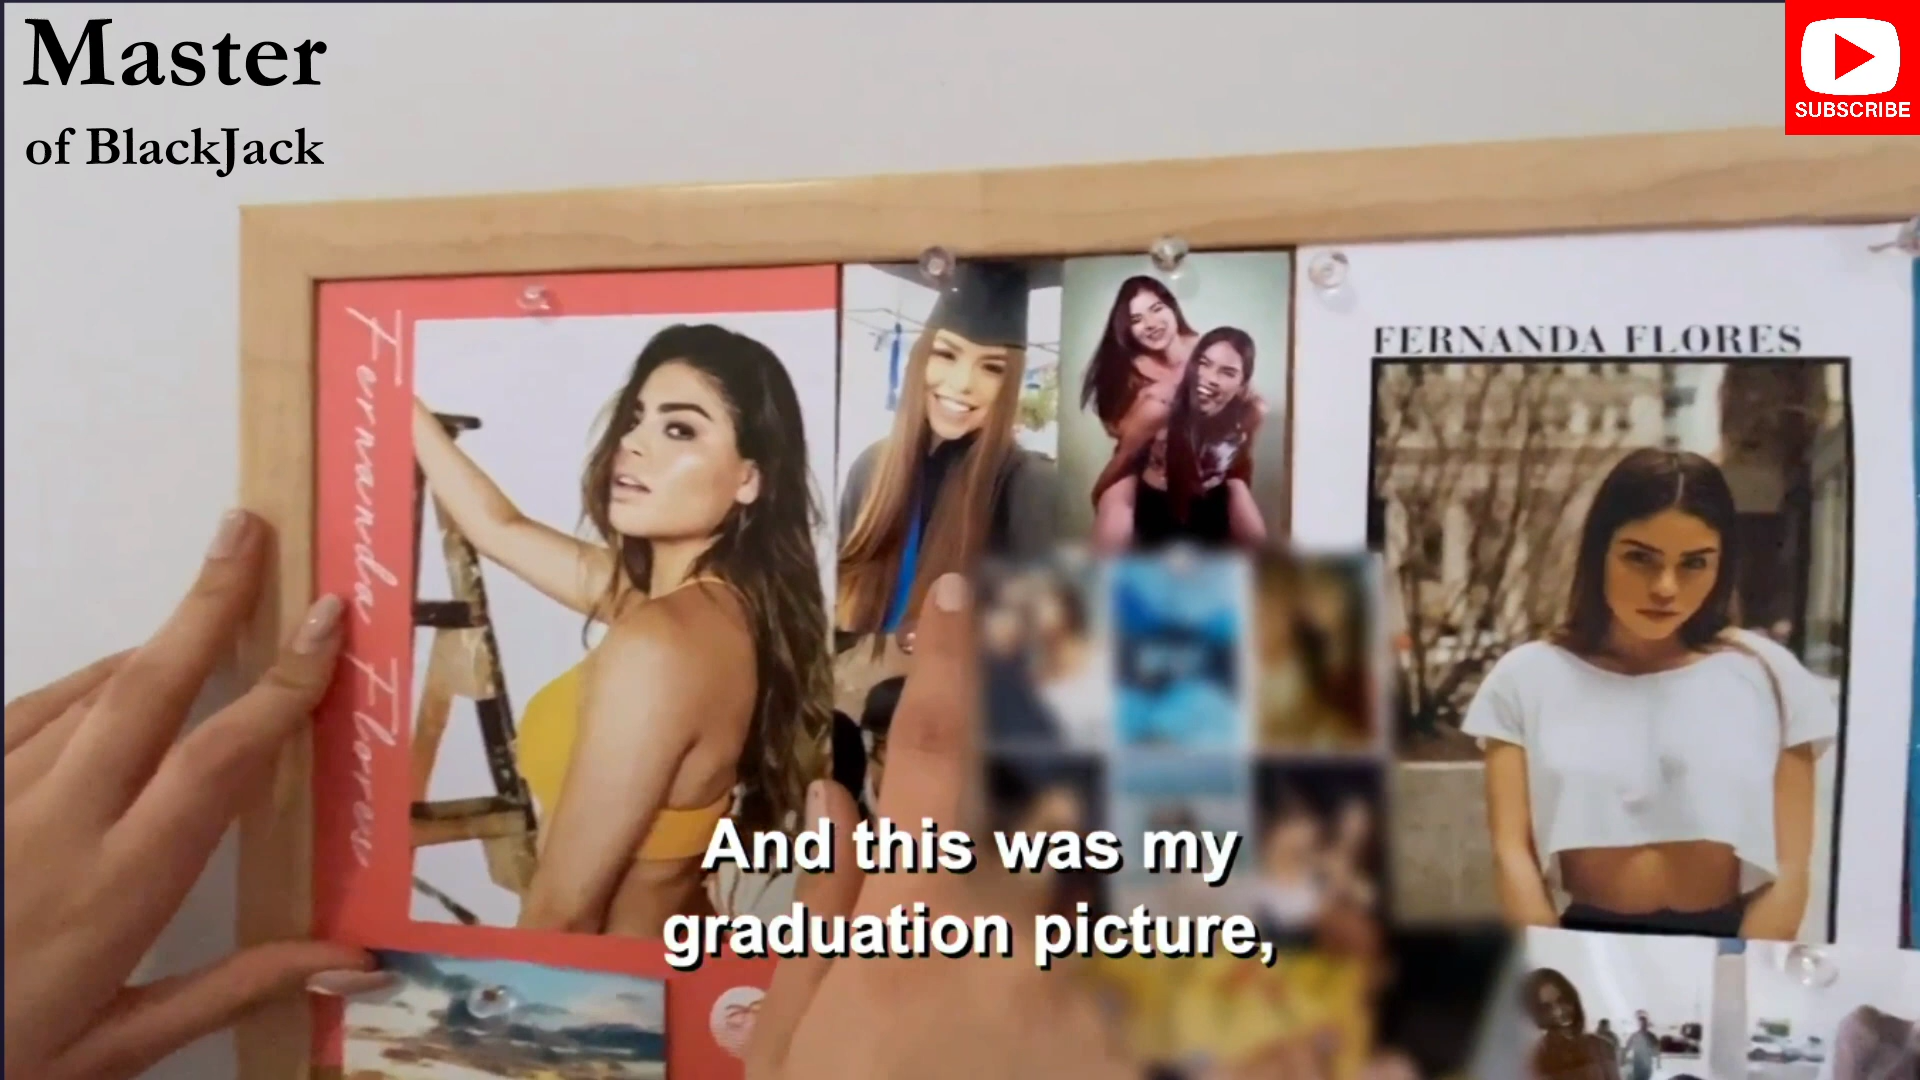 Master
of BlackJack
SUBSCRIBE
Fernanda Flores
FERNANDA FLORES
And this was my
graduation picture,